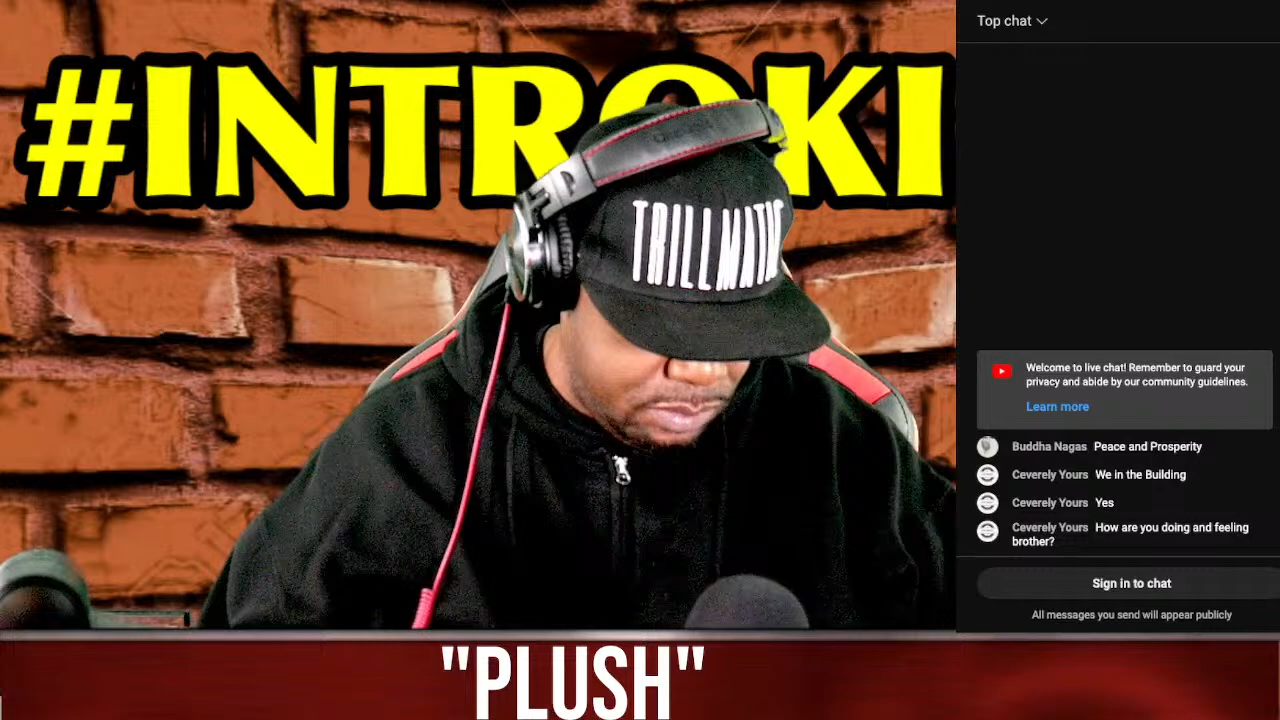 Top chat
#INTROKI
TRILLMATIC
Welcome to live chat! Remember to guard your
privacy and abide by our community guidelines.
Learn more
Buddha Nagas Peace and Prosperity
Ceverely Yours We in the Building
Ceverely Yours Yes
Ceverely Yours How are you doing and feeling
brother?
Sign in to chat
All messages you send will appear publicly
"PLUSH"